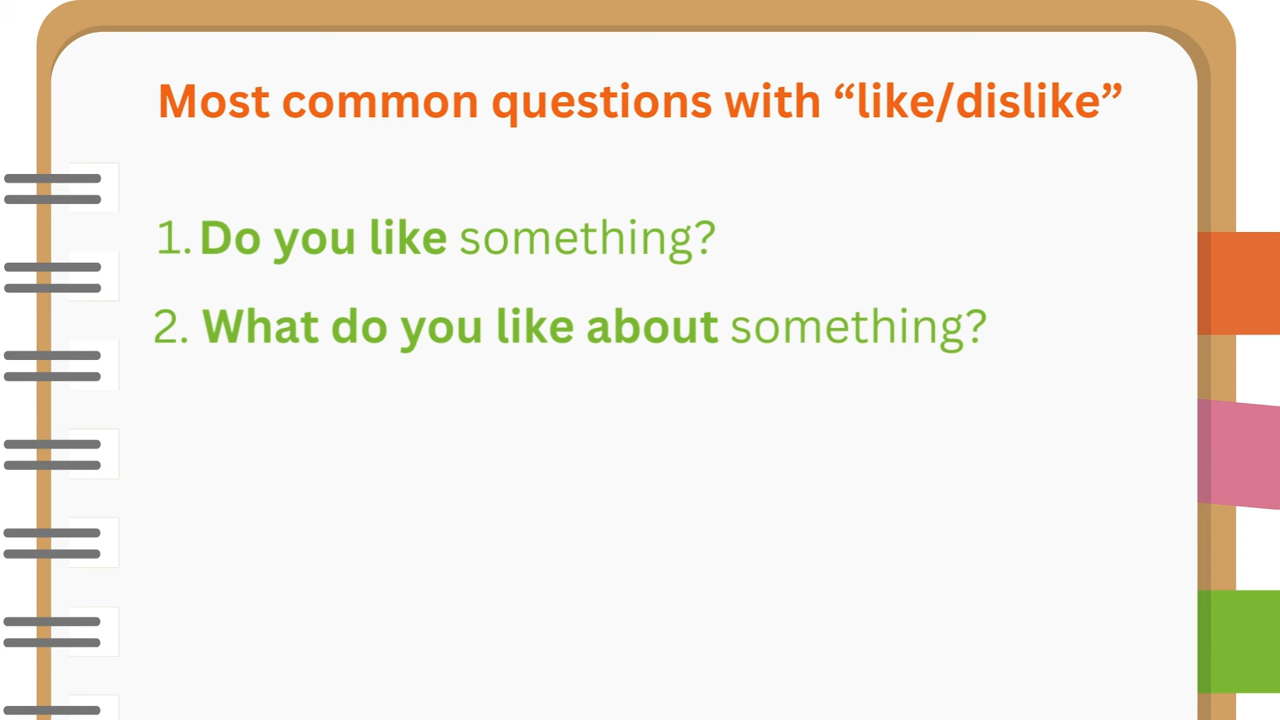 Most common questions with “like/dislike”
1. Do you like something?
2. What do you like about something?